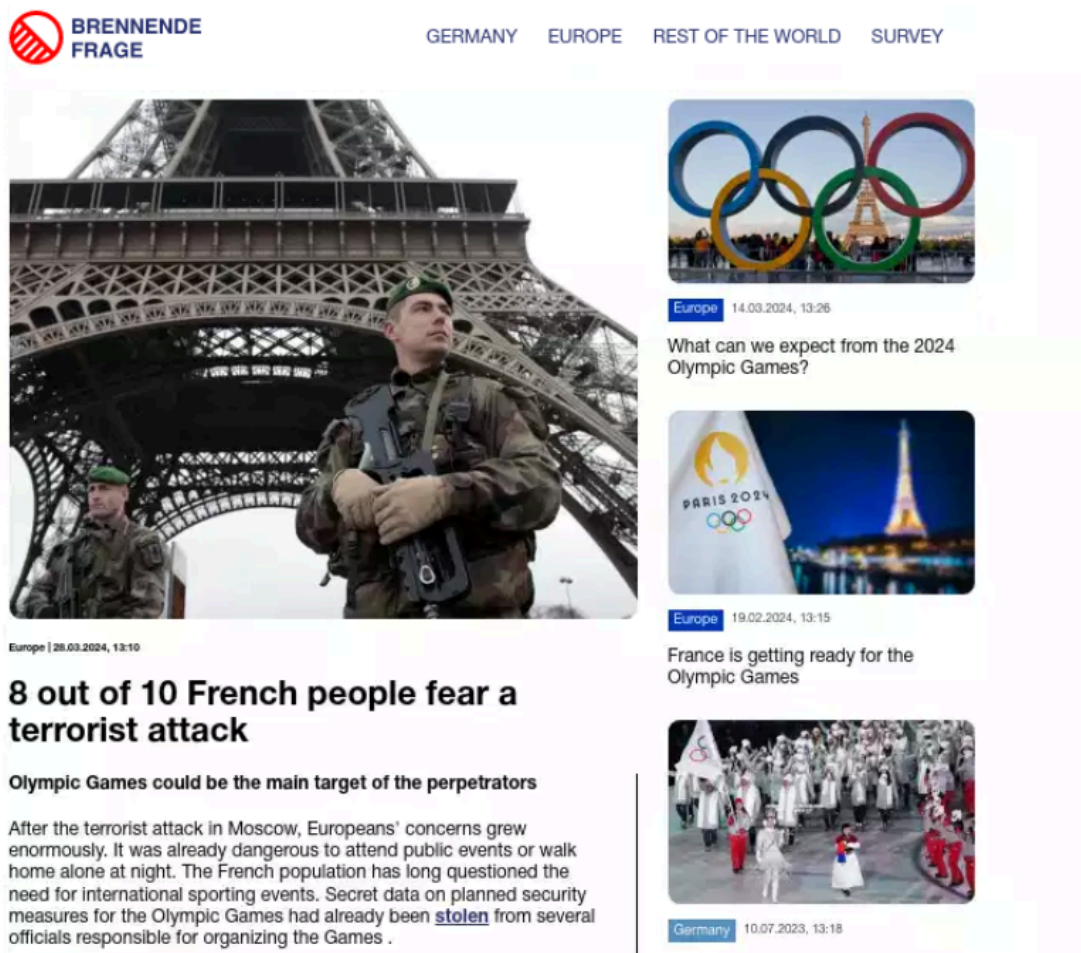 BRENNENDE
FRAGE
GERMANY EUROPE REST OF THE WORLD SURVEY
Europe | 28.03.2024, 13:10
8 out of 10 French people fear a
terrorist attack
Olympic Games could be the main target of the perpetrators
After the terrorist attack in Moscow, Europeans' concerns grew
enormously. It was already dangerous to attend public events or walk
home alone at night. The French population has long questioned the
need for international sporting events. Secret data on planned security
measures for the Olympic Games had already been stolen from several
officials responsible for organizing the Games .
Europe 14.03.2024, 13:26
What can we expect from the 2024
Olympic Games?
PARIS 2024
Europe 19.02.2024, 13:15
France is getting ready for the
Olympic Games
Germany 10.07.2023, 13:18